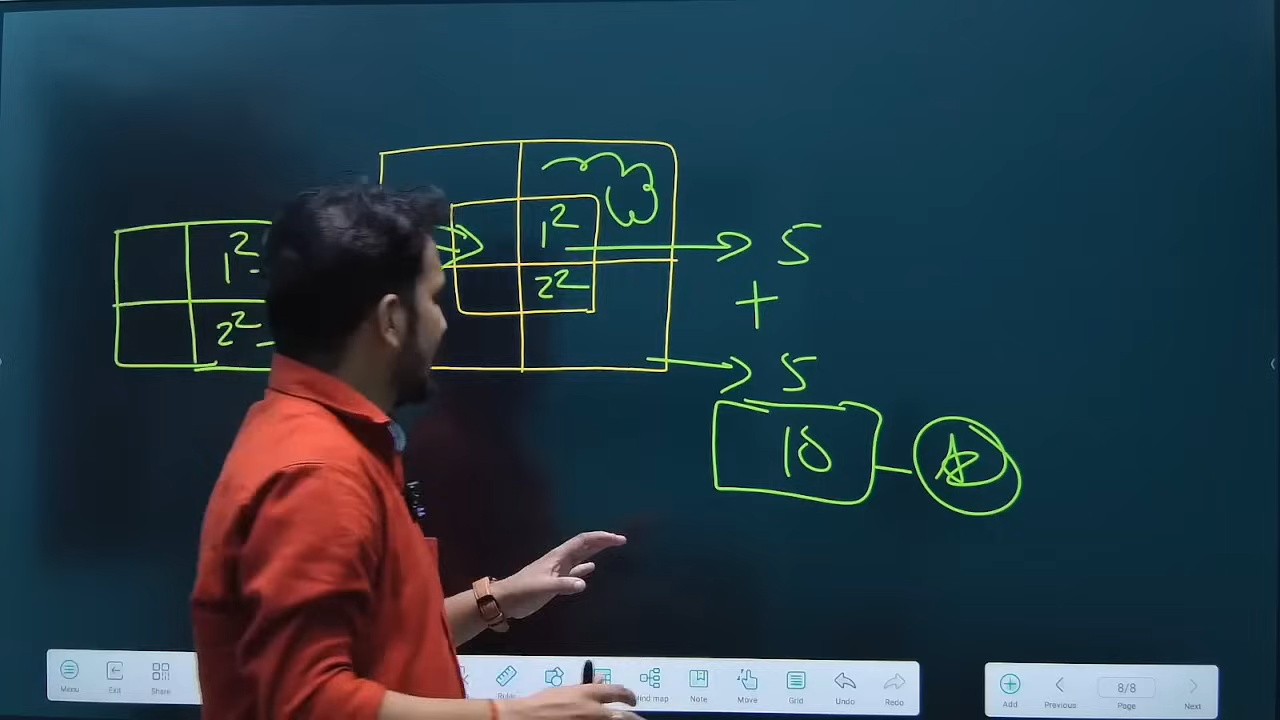 1²-
2²-
1²
2²
5
+
5
10
Menu Exit Share
Mind map Note Move Grid Undo Redo
Add Previous 8/8 Page Next